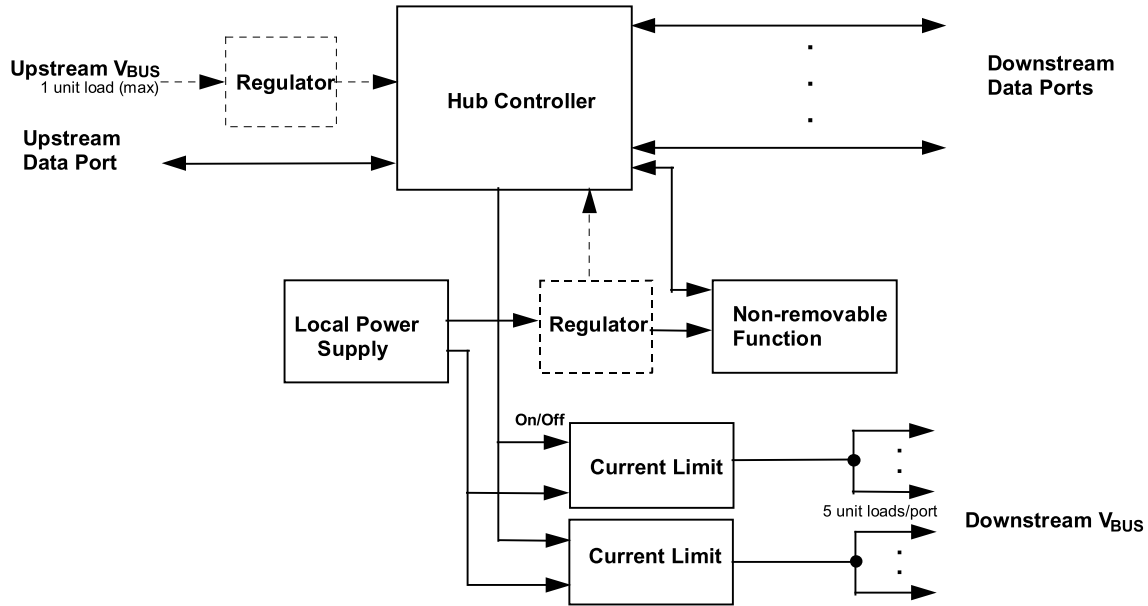 Upstream VBUS
1 unit load (max)
Regulator
Hub Controller
Downstream
Data Ports
Upstream
Data Port
Local Power
Supply
Regulator
Non-removable
Function
On/Off
Current Limit
5 unit loads/port
Downstream VBUS
Current Limit